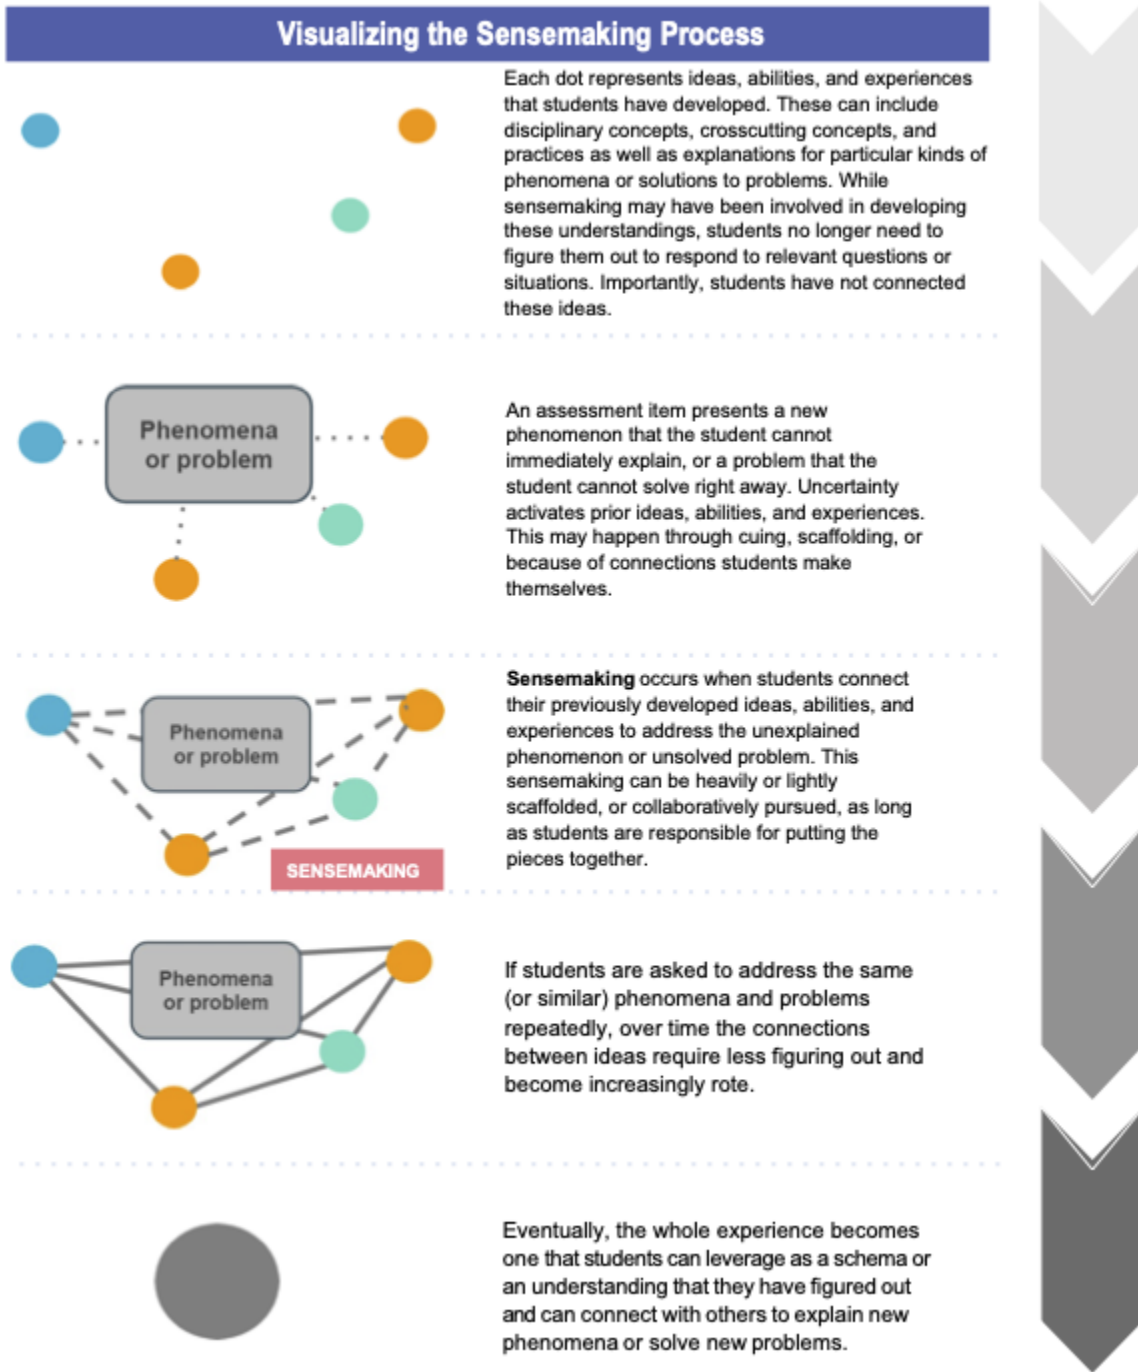 Visualizing the Sensemaking Process
Each dot represents ideas, abilities, and experiences
that students have developed. These can include
disciplinary concepts, crosscutting concepts, and
practices as well as explanations for particular kinds of
phenomena or solutions to problems. While
sensemaking may have been involved in developing
these understandings, students no longer need to
figure them out to respond to relevant questions or
situations. Importantly, students have not connected
these ideas.
Phenomena
or problem
An assessment item presents a new
phenomenon that the student cannot
immediately explain, or a problem that the
student cannot solve right away. Uncertainty
activates prior ideas, abilities, and experiences.
This may happen through cuing, scaffolding, or
because of connections students make
themselves.
Phenomena
or problem
SENSEMAKING
Sensemaking occurs when students connect
their previously developed ideas, abilities, and
experiences to address the unexplained
phenomenon or unsolved problem. This
sensemaking can be heavily or lightly
scaffolded, or collaboratively pursued, as long
as students are responsible for putting the
pieces together.
Phenomena
or problem
If students are asked to address the same
(or similar) phenomena and problems
repeatedly, over time the connections
between ideas require less figuring out and
become increasingly rote.
Eventually, the whole experience becomes
one that students can leverage as a schema or
an understanding that they have figured out
and can connect with others to explain new
phenomena or solve new problems.